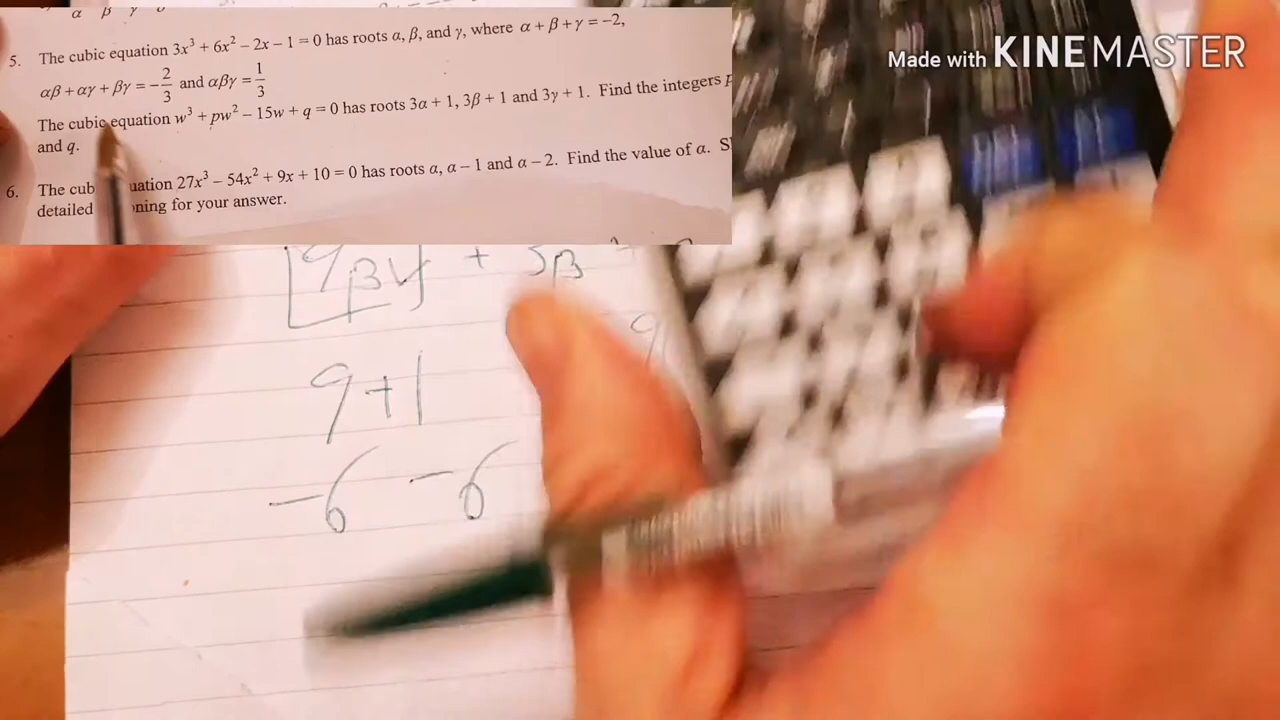 α β γ
5. The cubic equation 3x³ + 6x² − 2x − 1 = 0 has roots α, β, and γ, where α + β + γ = −2,
αβ + αγ + βγ = −2/3 and αβγ = 1/3
The cubic equation w³ + pw² − 15w + q = 0 has roots 3α + 1, 3β + 1 and 3γ + 1. Find the integers p
and q.
6. The cub uation 27x³ − 54x² + 9x + 10 = 0 has roots α, α − 1 and α − 2. Find the value of α. S
detailed ning for your answer.
Made with KINEMASTER
9βγ + 3β
9
9+1
−6 −6